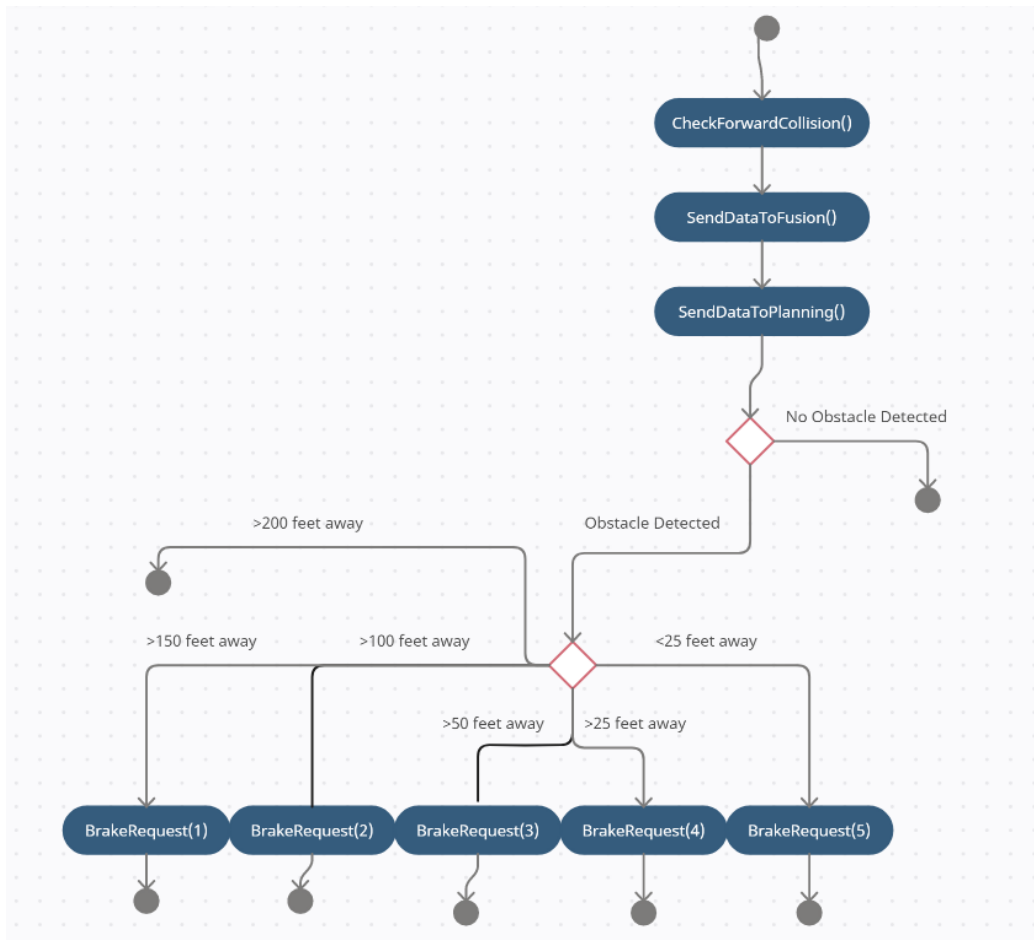 CheckForwardCollision()
SendDataToFusion()
SendDataToPlanning()
No Obstacle Detected
>200 feet away
Obstacle Detected
>150 feet away
>100 feet away
<25 feet away
>50 feet away
>25 feet away
BrakeRequest(1)
BrakeRequest(2)
BrakeRequest(3)
BrakeRequest(4)
BrakeRequest(5)